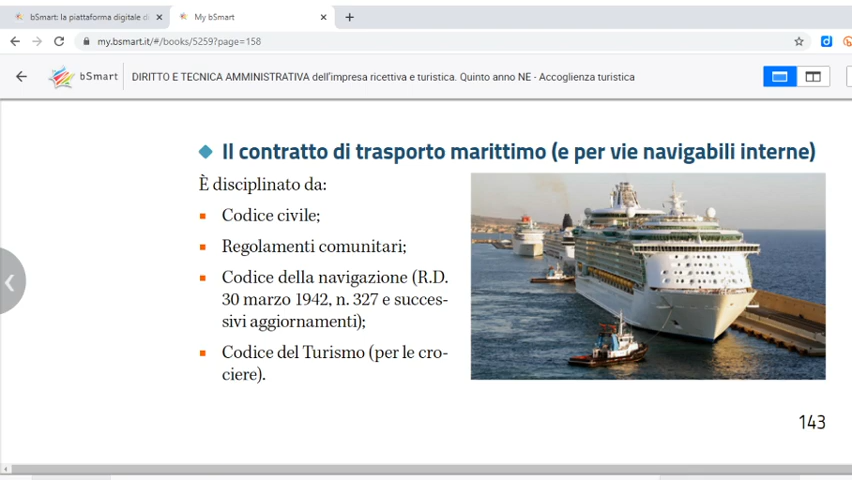 bSmart: la piattaforma digitale di
My bSmart
my.bsmart.it/#/books/5259?page=158
bSmart
DIRITTO E TECNICA AMMINISTRATIVA dell'impresa ricettiva e turistica. Quinto anno NE - Accoglienza turistica
Il contratto di trasporto marittimo (e per vie navigabili interne)
È disciplinato da:
Codice civile;
Regolamenti comunitari;
Codice della navigazione (R.D.
30 marzo 1942, n. 327 e succes-
sivi aggiornamenti);
Codice del Turismo (per le cro-
ciere).
143